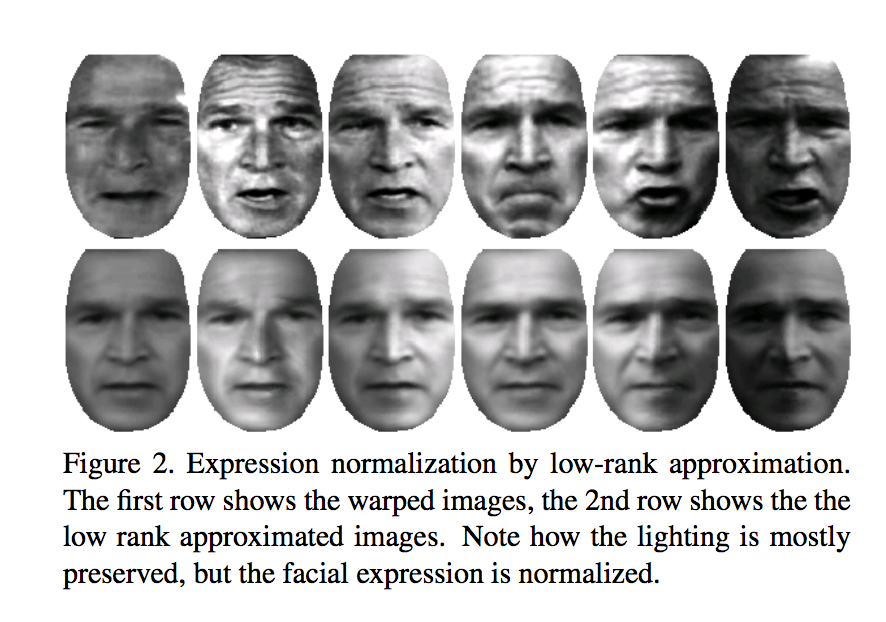 Figure 2. Expression normalization by low-rank approximation.
The first row shows the warped images, the 2nd row shows the the
low rank approximated images. Note how the lighting is mostly
preserved, but the facial expression is normalized.